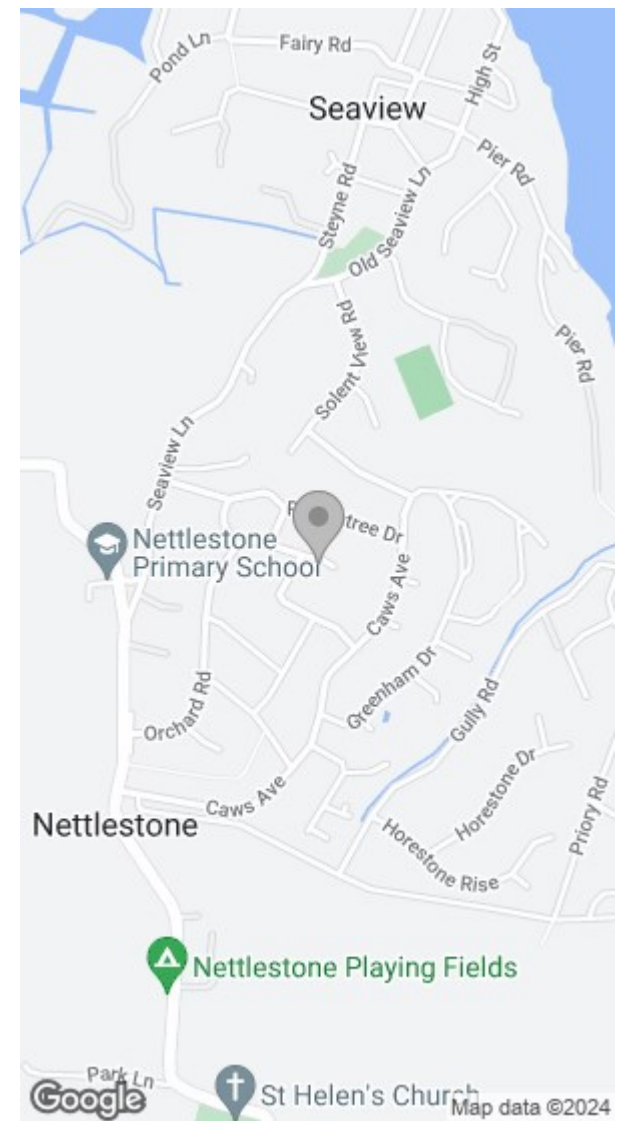 Fairy Rd
Pond Ln
High St
Seaview
Pier Rd
Steyne Rd
Old Seaview Ln
Solent View Rd
Pier Rd
Seaview Ln
tree Dr
Nettlestone
Primary School
Caws Ave
Greenham Dr
Gully Rd
Orchard Rd
Horestone Dr
Priory Rd
Caws Ave
Nettlestone
Horestone Rise
Nettlestone Playing Fields
Park Ln
St Helen's Church
Google
Map data ©2024